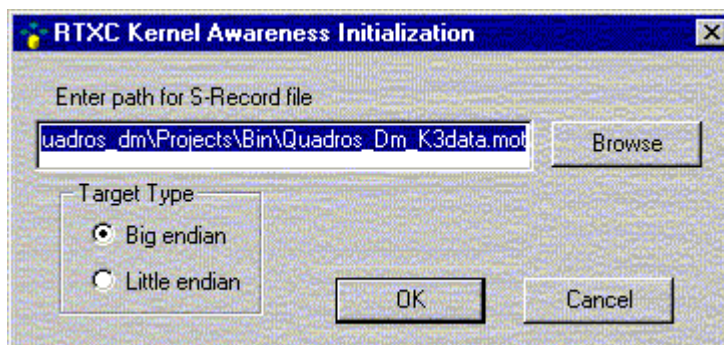 RTXC Kernel Awareness Initialization
Enter path for S-Record file
uadros_dm\Projects\Bin\Quadros_Dm_K3data.mot
Browse
Target Type
Big endian
Little endian
OK
Cancel